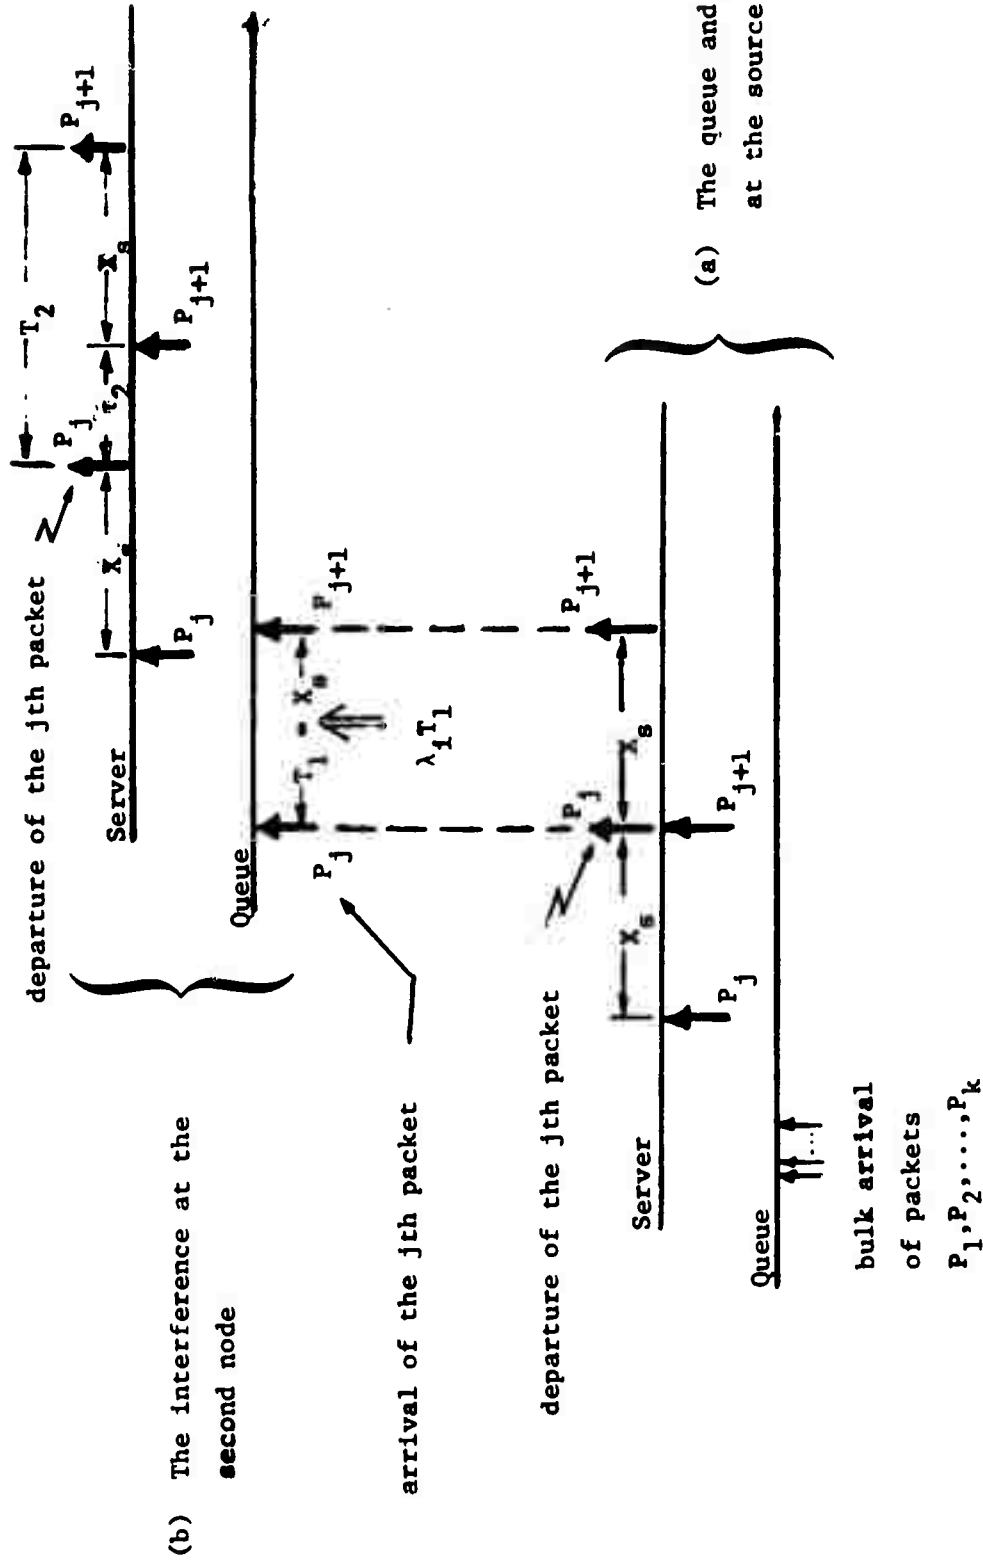 departure of the jth packet
T2
Pj
Pj+1
Server
Xs
τ2
Xs
Pj
Pj+1
(b) The interference at the
second node
Queue
T1 = Xs
Pj
Pj+1
λiT1
arrival of the jth packet
departure of the jth packet
Pj
Pj+1
Server
Xs
Xs
Pj
Pj+1
(a) The queue and
at the source
Queue
...
bulk arrival
of packets
P1,P2,...,Pk